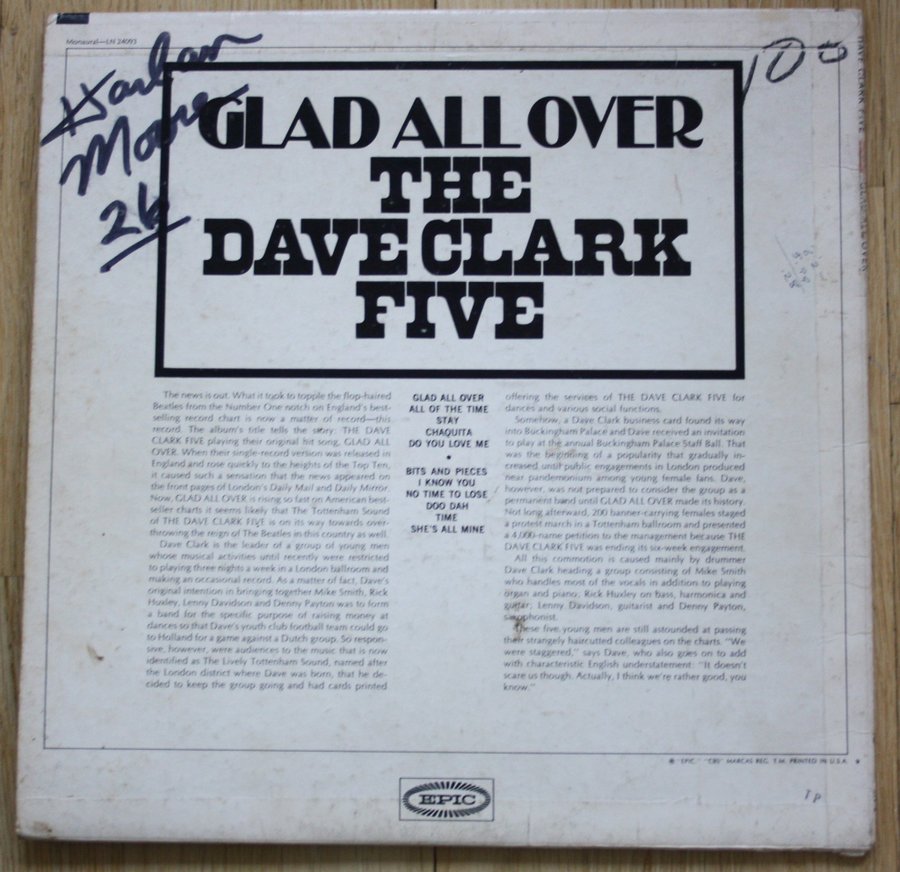 Monaural—LN 24093
Harlan
Moore
26
100
GLAD ALL OVER
THE
DAVE CLARK
FIVE
DAVE CLARK FIVE GLAD ALL OVER
The news is out. What it took to topple the flop-haired
Beatles from the Number One notch on England's best-
selling record chart is now a matter of record—this
record. The album's title tells the story: THE DAVE
CLARK FIVE playing their original hit song, GLAD ALL
OVER. When their single-record version was released in
England and rose quickly to the heights of the Top Ten,
it caused such a sensation that the news appeared on
the front pages of London's Daily Mail and Daily Mirror.
Now, GLAD ALL OVER is rising so fast on American best-
seller charts it seems likely that The Tottenham Sound
of THE DAVE CLARK FIVE is on its way towards over-
throwing the reign of The Beatles in this country as well.
Dave Clark is the leader of a group of young men
whose musical activities until recently were restricted
to playing three nights a week in a London ballroom and
making an occasional record. As a matter of fact, Dave's
original intention in bringing together Mike Smith, Rick
Huxley, Lenny Davidson and Denny Payton was to form
a band for the specific purpose of raising money at
dances so that Dave's youth club football team could go
to Holland for a game against a Dutch group. So respon-
sive, however, were audiences to the music that is now
identified as The Lively Tottenham Sound, named after
the London district where Dave was born, that he de-
cided to keep the group going and had cards printed
GLAD ALL OVER
ALL OF THE TIME
STAY
CHAQUITA
DO YOU LOVE ME
•
BITS AND PIECES
I KNOW YOU
NO TIME TO LOSE
DOO DAH
TIME
SHE'S ALL MINE
offering the services of THE DAVE CLARK FIVE for
dances and various social functions.
Somehow, a Dave Clark business card found its way
into Buckingham Palace and Dave received an invitation
to play at the annual Buckingham Palace Staff Ball. That
was the beginning of a popularity that gradually in-
creased until public engagements in London produced
near pandemonium among young female fans. Dave,
however, was not prepared to consider the group as a
permanent band until GLAD ALL OVER made its history.
Not long afterward, 200 banner-carrying females staged
a protest march in a Tottenham ballroom and presented
a 4,000-name petition to the management because THE
DAVE CLARK FIVE was ending its six-week engagement.
All this commotion is caused mainly by drummer
Dave Clark heading a group consisting of Mike Smith
who handles most of the vocals in addition to playing
organ and piano; Rick Huxley on bass, harmonica and
guitar; Lenny Davidson, guitarist and Denny Payton,
saxophonist.
These five young men are still astounded at passing
their strangely haircutted colleagues on the charts. "We
were staggered," says Dave, who also goes on to add
with characteristic English understatement: "It doesn't
scare us though. Actually, I think we're rather good, you
know."
® "EPIC," "CBS" MARCAS REG. T.M. PRINTED IN U.S.A. ★
EPIC
TP